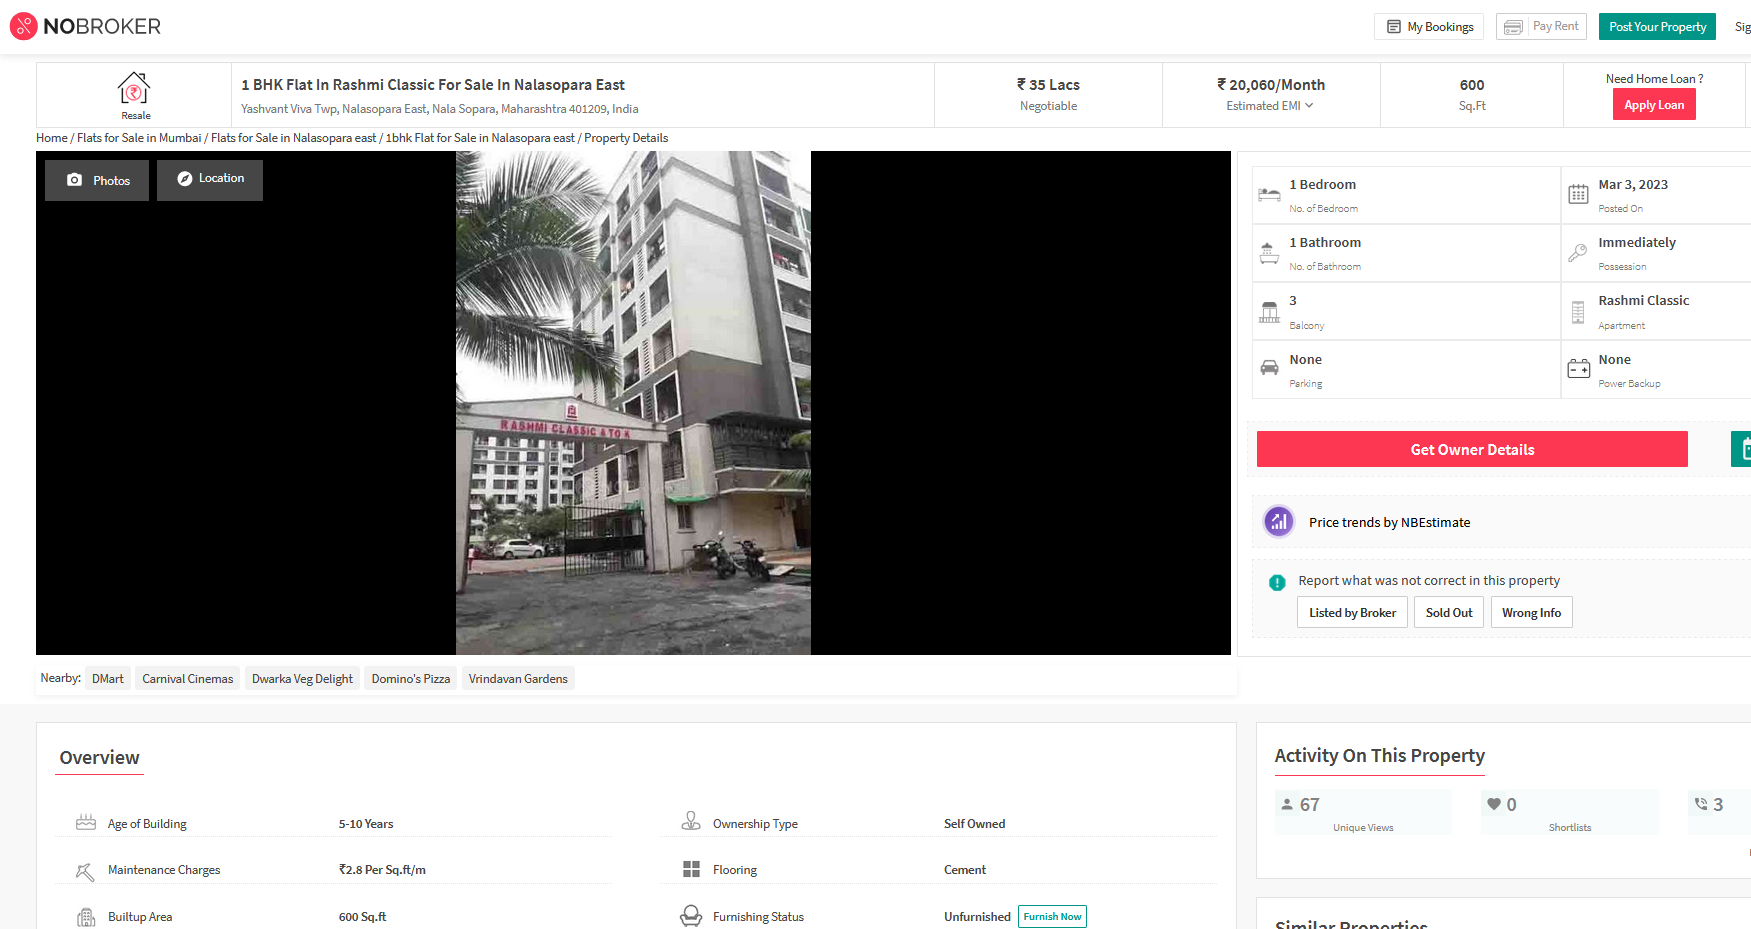 NOBROKER
My Bookings
Pay Rent
Post Your Property
Resale
1 BHK Flat In Rashmi Classic For Sale In Nalasopara East
Yashvant Viva Twp, Nalasopara East, Nala Sopara, Maharashtra 401209, India
₹ 35 Lacs
Negotiable
₹ 20,060/Month
Estimated EMI
600
Sq.Ft
Need Home Loan ?
Apply Loan
Home / Flats for Sale in Mumbai / Flats for Sale in Nalasopara east / 1bhk Flat for Sale in Nalasopara east / Property Details
Photos
Location
RASHMI CLASSIC A TO K
1 Bedroom
No. of Bedroom
Mar 3, 2023
Posted On
1 Bathroom
No. of Bathroom
Immediately
Possession
3
Balcony
Rashmi Classic
Apartment
None
Parking
None
Power Backup
Get Owner Details
Price trends by NBEstimate
Report what was not correct in this property
Listed by Broker
Sold Out
Wrong Info
Nearby: DMart Carnival Cinemas Dwarka Veg Delight Domino's Pizza Vrindavan Gardens
Overview
Age of Building 5-10 Years
Ownership Type Self Owned
Maintenance Charges ₹2.8 Per Sq.ft/m
Flooring Cement
Builtup Area 600 Sq.ft
Furnishing Status Unfurnished Furnish Now
Activity On This Property
67
Unique Views
0
Shortlists
3
Similar Properties